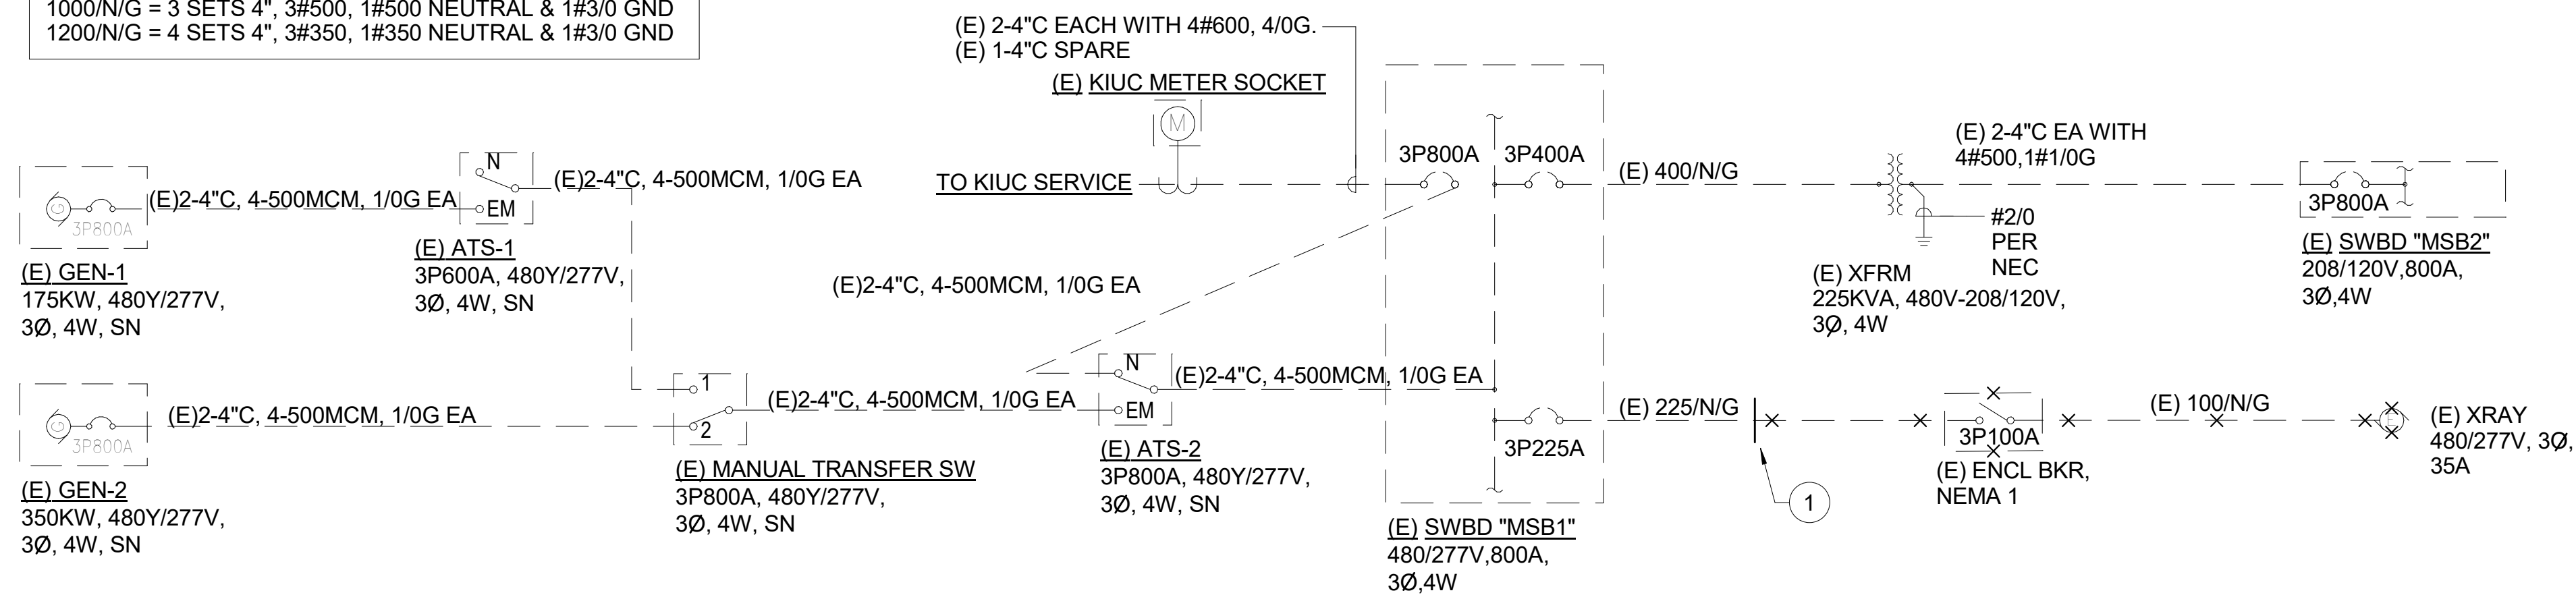 1000/N/G = 3 SETS 4", 3#500, 1#500 NEUTRAL & 1#3/0 GND
1200/N/G = 4 SETS 4", 3#350, 1#350 NEUTRAL & 1#3/0 GND
(E) 2-4"C EACH WITH 4#600, 4/0G.
(E) 1-4"C SPARE
(E) KIUC METER SOCKET
M
TO KIUC SERVICE
3P800A
3P400A
(E) 400/N/G
(E) 2-4"C EA WITH
4#500,1#1/0G
#2/0
PER
NEC
(E) XFRM
225KVA, 480V-208/120V,
3Ø, 4W
3P800A
(E) SWBD "MSB2"
208/120V,800A,
3Ø,4W
G
3P800A
(E)2-4"C, 4-500MCM, 1/0G EA
N
EM
(E)2-4"C, 4-500MCM, 1/0G EA
(E) GEN-1
175KW, 480Y/277V,
3Ø, 4W, SN
(E) ATS-1
3P600A, 480Y/277V,
3Ø, 4W, SN
(E)2-4"C, 4-500MCM, 1/0G EA
G
3P800A
(E)2-4"C, 4-500MCM, 1/0G EA
1
2
(E)2-4"C, 4-500MCM, 1/0G EA
N
EM
(E)2-4"C, 4-500MCM, 1/0G EA
(E) GEN-2
350KW, 480Y/277V,
3Ø, 4W, SN
(E) MANUAL TRANSFER SW
3P800A, 480Y/277V,
3Ø, 4W, SN
(E) ATS-2
3P800A, 480Y/277V,
3Ø, 4W, SN
3P225A
(E) SWBD "MSB1"
480/277V,800A,
3Ø,4W
(E) 225/N/G
1
3P100A
(E) ENCL BKR,
NEMA 1
(E) 100/N/G
E
(E) XRAY
480/277V, 3Ø,
35A